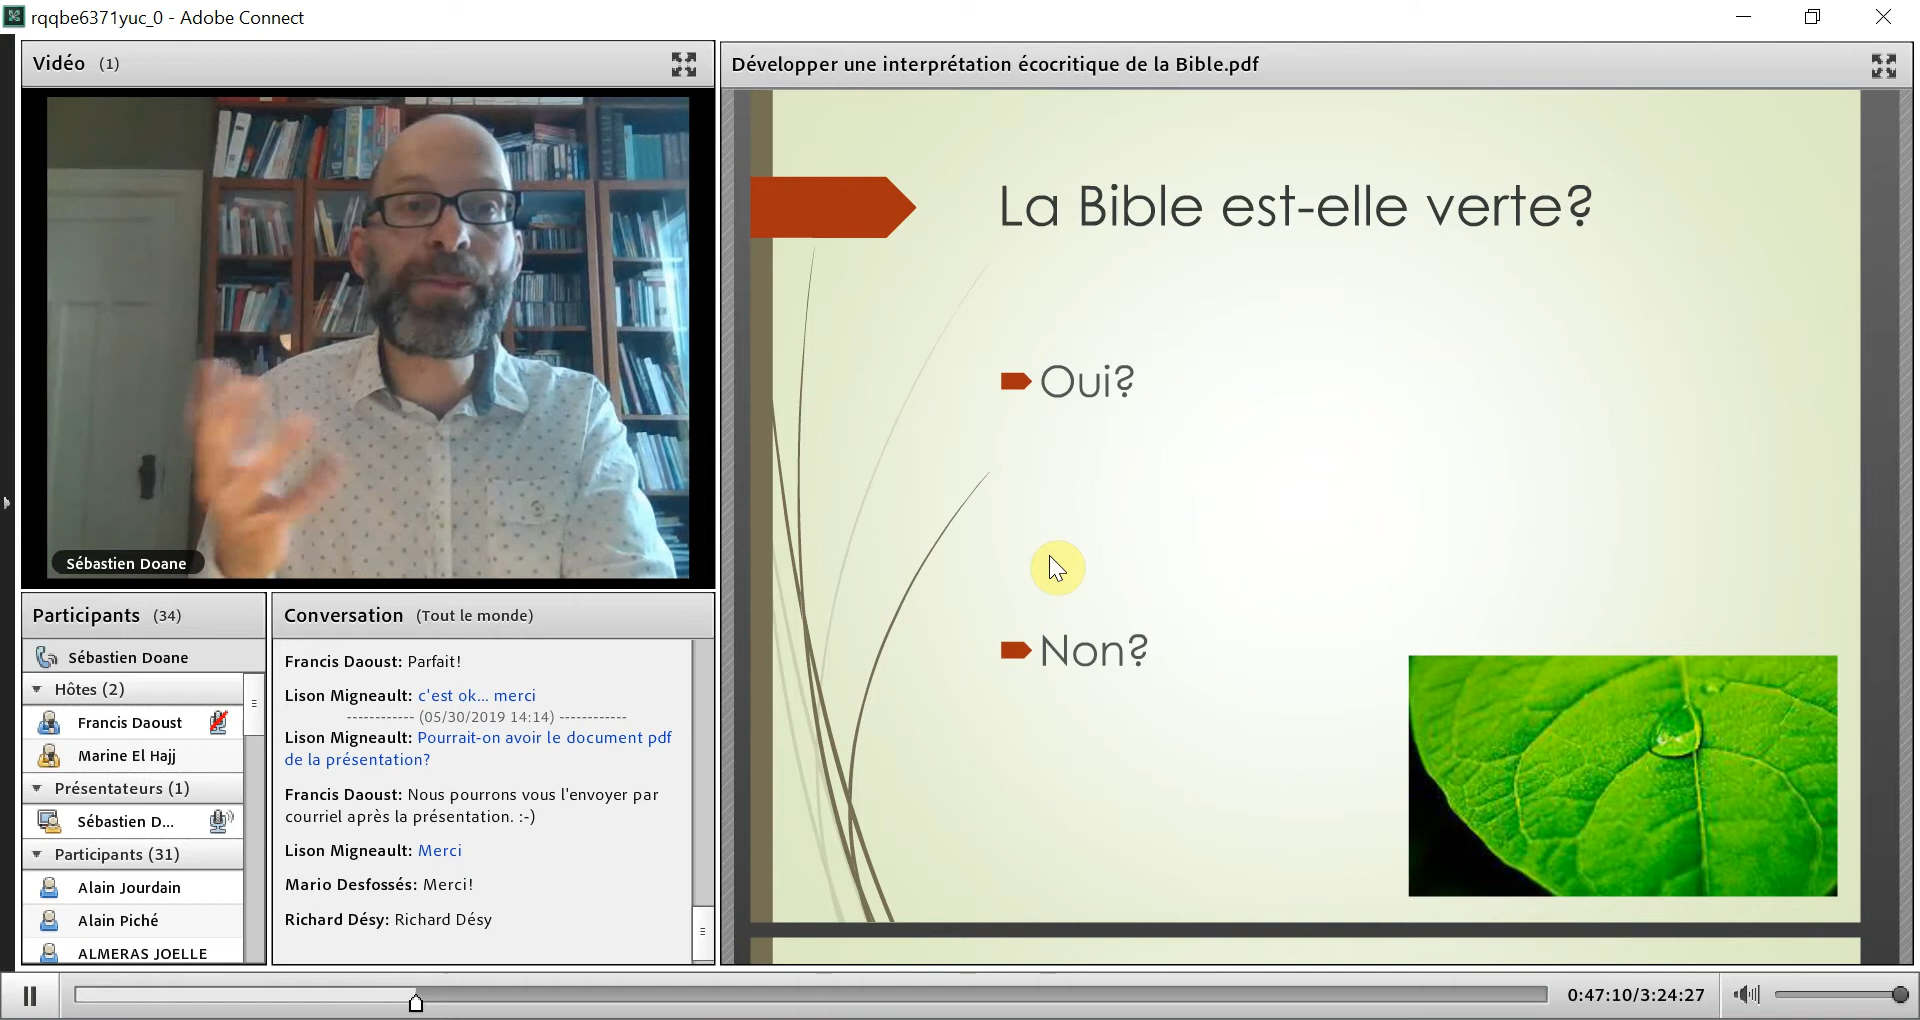 rqqbe6371yuc_0 - Adobe Connect
Vidéo (1)
Sébastien Doane
Participants (34)
Sébastien Doane
Hôtes (2)
Francis Daoust
Marine El Hajj
Présentateurs (1)
Sébastien D...
Participants (31)
Alain Jourdain
Alain Piché
ALMERAS JOELLE
Conversation (Tout le monde)
Francis Daoust: Parfait!
Lison Migneault: c'est ok... merci
------------ (05/30/2019 14:14) ------------
Lison Migneault: Pourrait-on avoir le document pdf
de la présentation?
Francis Daoust: Nous pourrons vous l'envoyer par
courriel après la présentation. :-)
Lison Migneault: Merci
Mario Desfossés: Merci!
Richard Désy: Richard Désy
Développer une interprétation écocritique de la Bible.pdf
La Bible est-elle verte?
Oui?
Non?
0:47:10/3:24:27